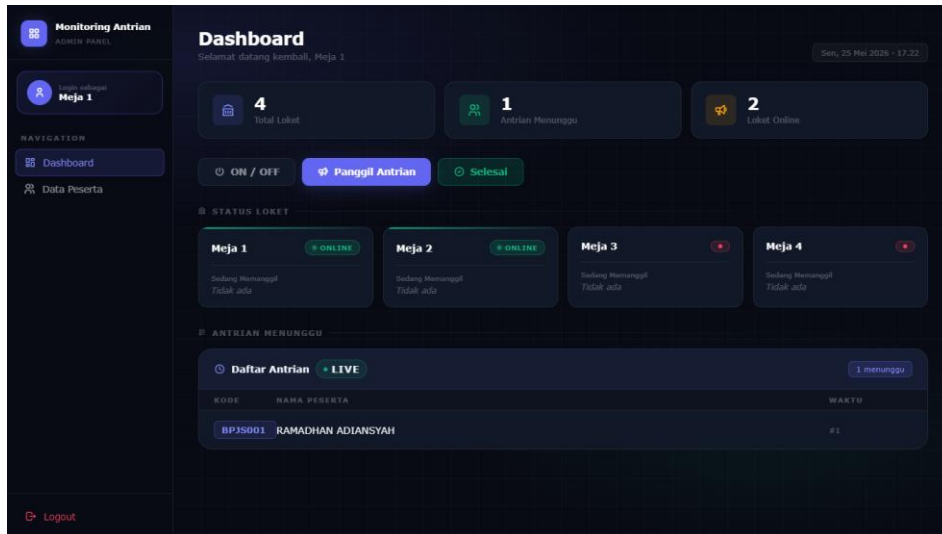 Monitoring Antrian
ADMIN PANEL
Login sebagai
Meja 1
NAVIGATION
Dashboard
Data Peserta
Logout
Dashboard
Selamat datang kembali, Meja 1
Sen, 25 Mei 2026 - 17.22
4
Total Loket
1
Antrian Menunggu
2
Loket Online
ON / OFF
Panggil Antrian
Selesai
STATUS LOKET
Meja 1
ONLINE
Sedang Memanggil
Tidak ada
Meja 2
ONLINE
Sedang Memanggil
Tidak ada
Meja 3
Sedang Memanggil
Tidak ada
Meja 4
Sedang Memanggil
Tidak ada
ANTRIAN MENUNGGU
Daftar Antrian
LIVE
1 menunggu
KODE NAMA PESERTA WAKTU
BPJS001 RAMADHAN ADIANSYAH #1